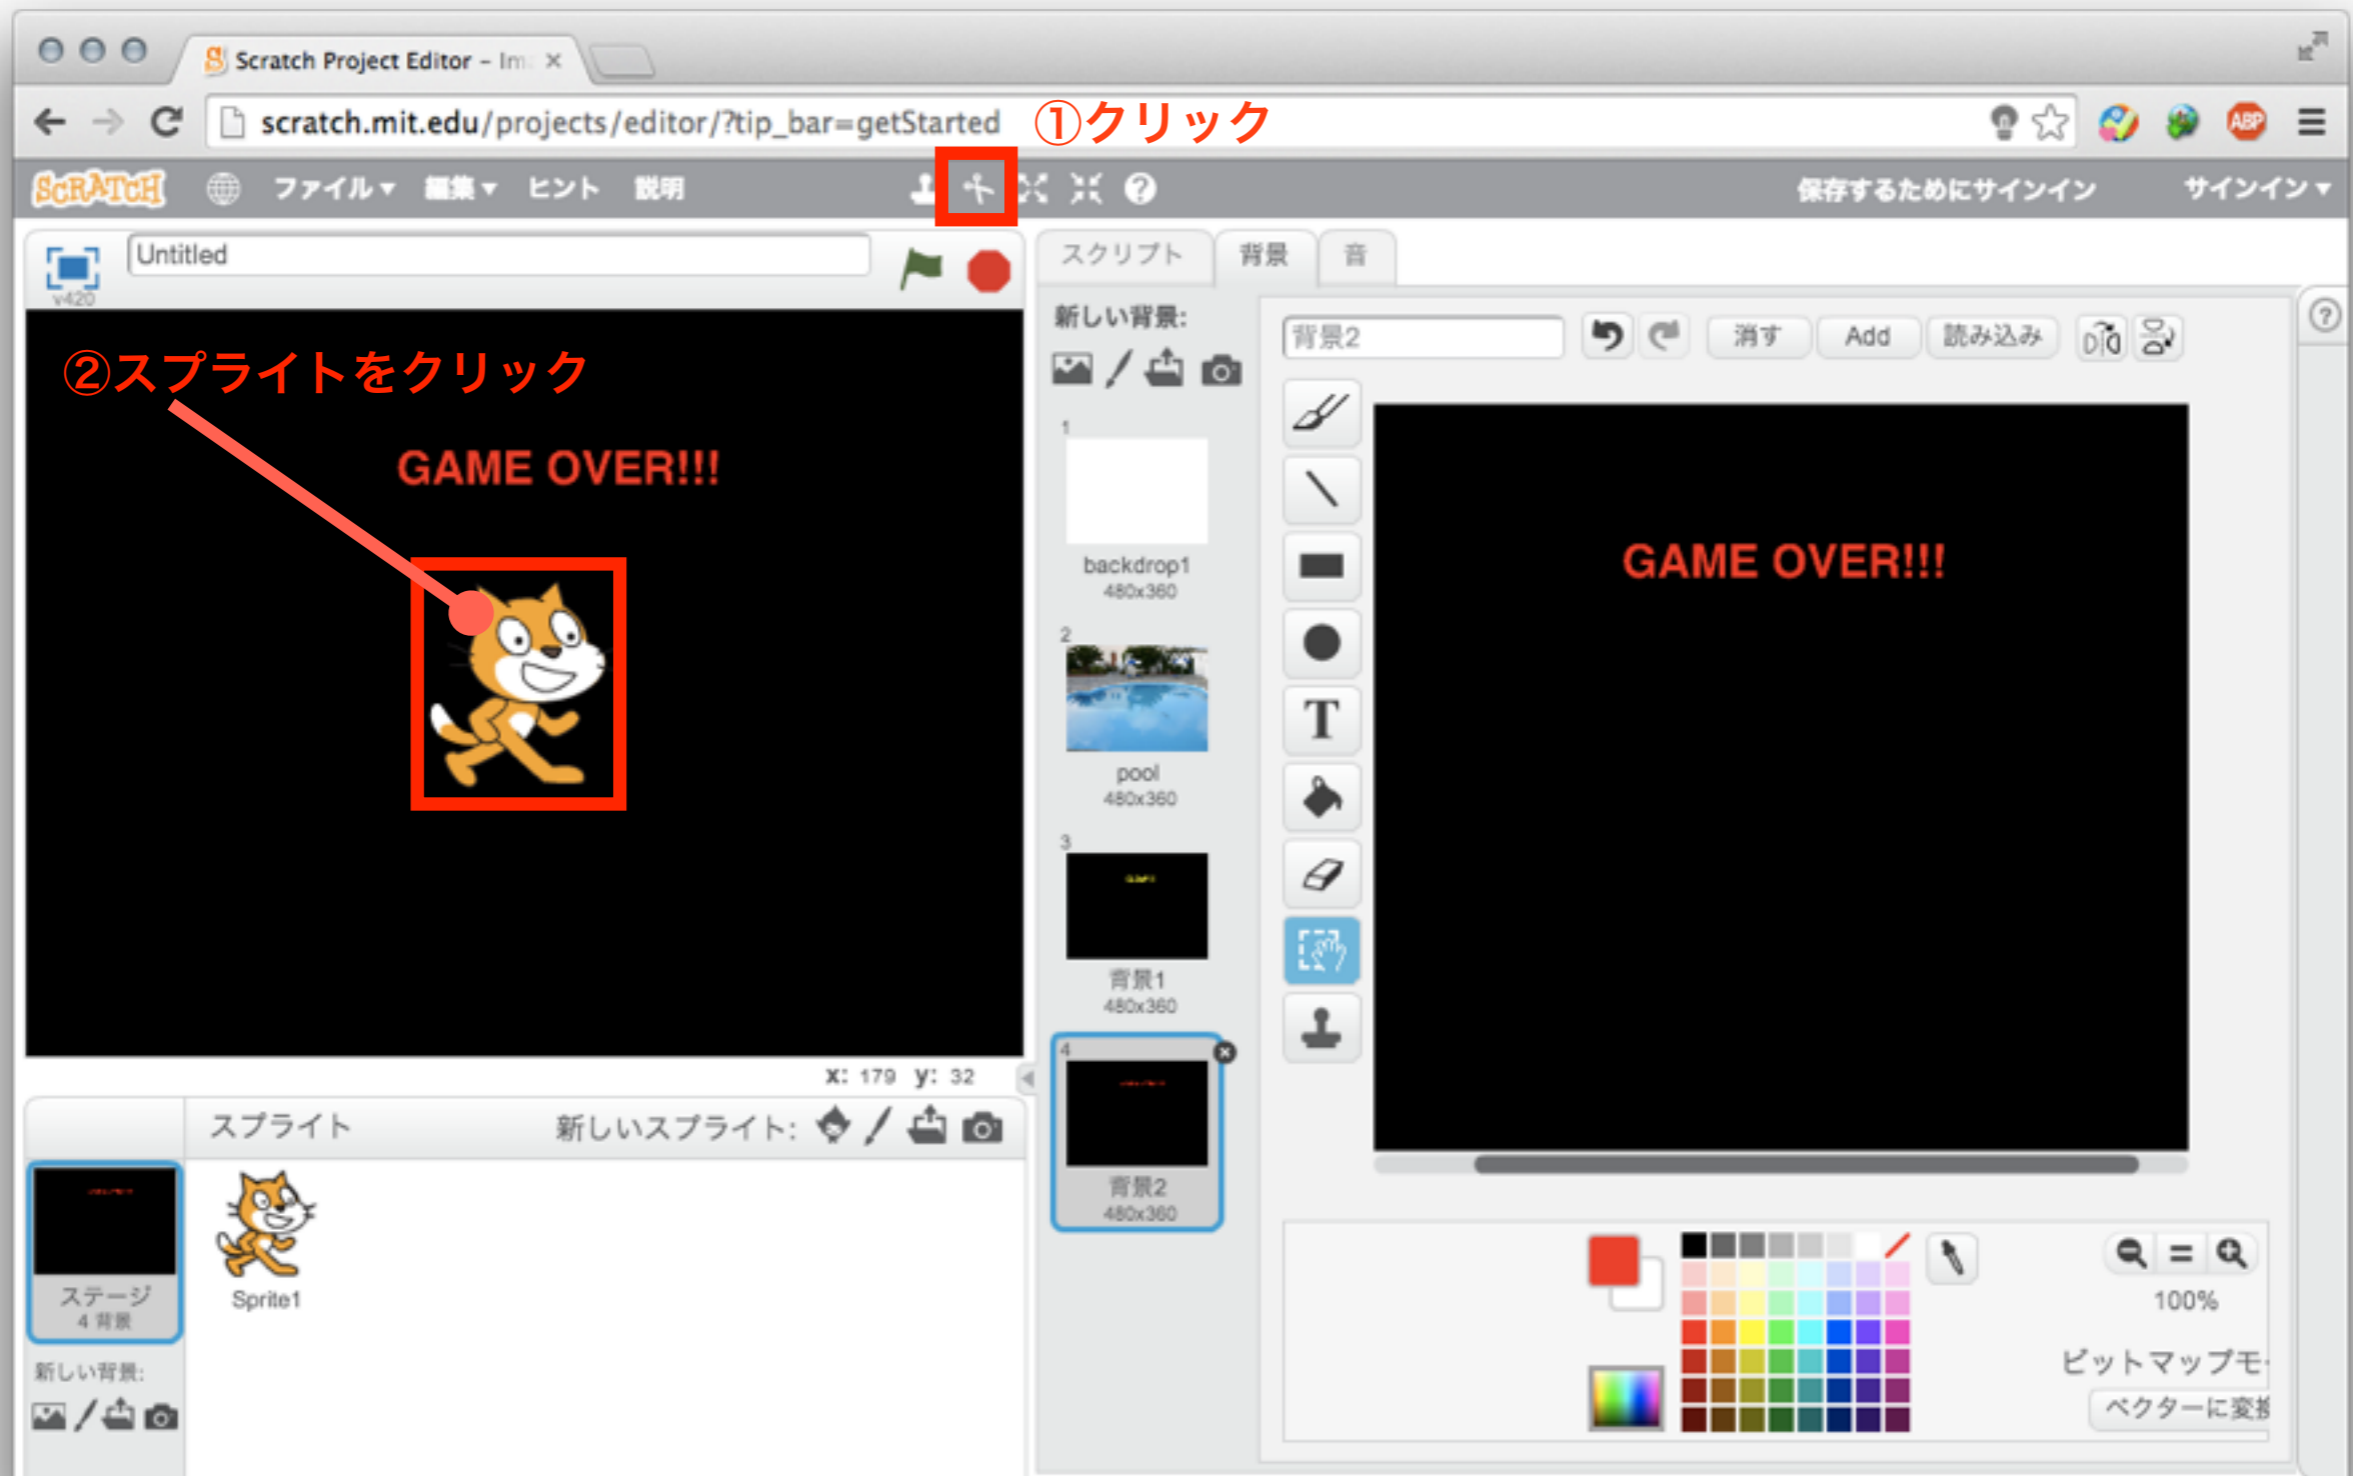 Scratch Project Editor – Im
scratch.mit.edu/projects/editor/?tip_bar=getStarted
①クリック
ABP
SCRATCH
ファイル▼ 編集▼ ヒント 説明
保存するためにサインイン サインイン▼
Untitled
v420
スクリプト 背景 音
新しい背景:
背景2
消す Add 読み込み
②スプライトをクリック
GAME OVER!!!
GAME OVER!!!
1
backdrop1
480x360
2
pool
480x360
3
背景1
480x360
4
背景2
480x360
T
x: 179 y: 32
スプライト 新しいスプライト:
ステージ
4 背景
Sprite1
新しい背景:
100%
ビットマップモ
ベクターに変換